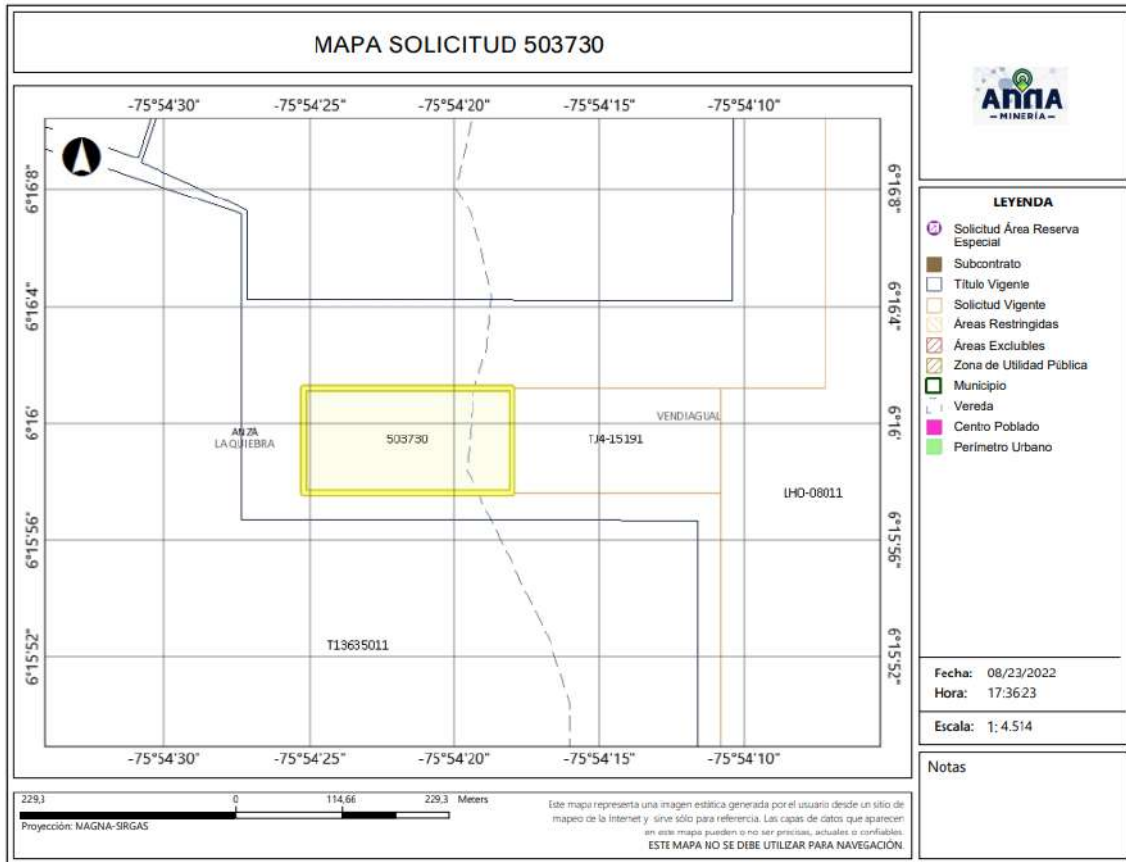 MAPA SOLICITUD 503730
ANNA
–MINERÍA–
-75°54'30" -75°54'25" -75°54'20" -75°54'15" -75°54'10"
6°16'8" 6°16'8"
6°16'4" 6°16'4"
6°16' 6°16'
6°15'56" 6°15'56"
6°15'52" 6°15'52"
VENDIAGUAL
ANZA
LA QUIEBRA
503730
TJ4-15191
LHO-08011
T13635011
-75°54'30" -75°54'25" -75°54'20" -75°54'15" -75°54'10"
LEYENDA
Solicitud Área Reserva
Especial
Subcontrato
Título Vigente
Solicitud Vigente
Áreas Restringidas
Áreas Excluibles
Zona de Utilidad Pública
Municipio
Vereda
Centro Poblado
Perímetro Urbano
Fecha: 08/23/2022
Hora: 17:3623
Escala: 1: 4.514
Notas
229,3 0 114,66 229,3 Meters
Proyección: MAGNA-SIRGAS
Este mapa representa una imagen estática generada por el usuario desde un sitio de
mapeo de la Internet y sirve sólo para referencia. Las capas de datos que aparecen
en este mapa pueden o no ser precisas, actuales o confiables.
ESTE MAPA NO SE DEBE UTILIZAR PARA NAVEGACIÓN.